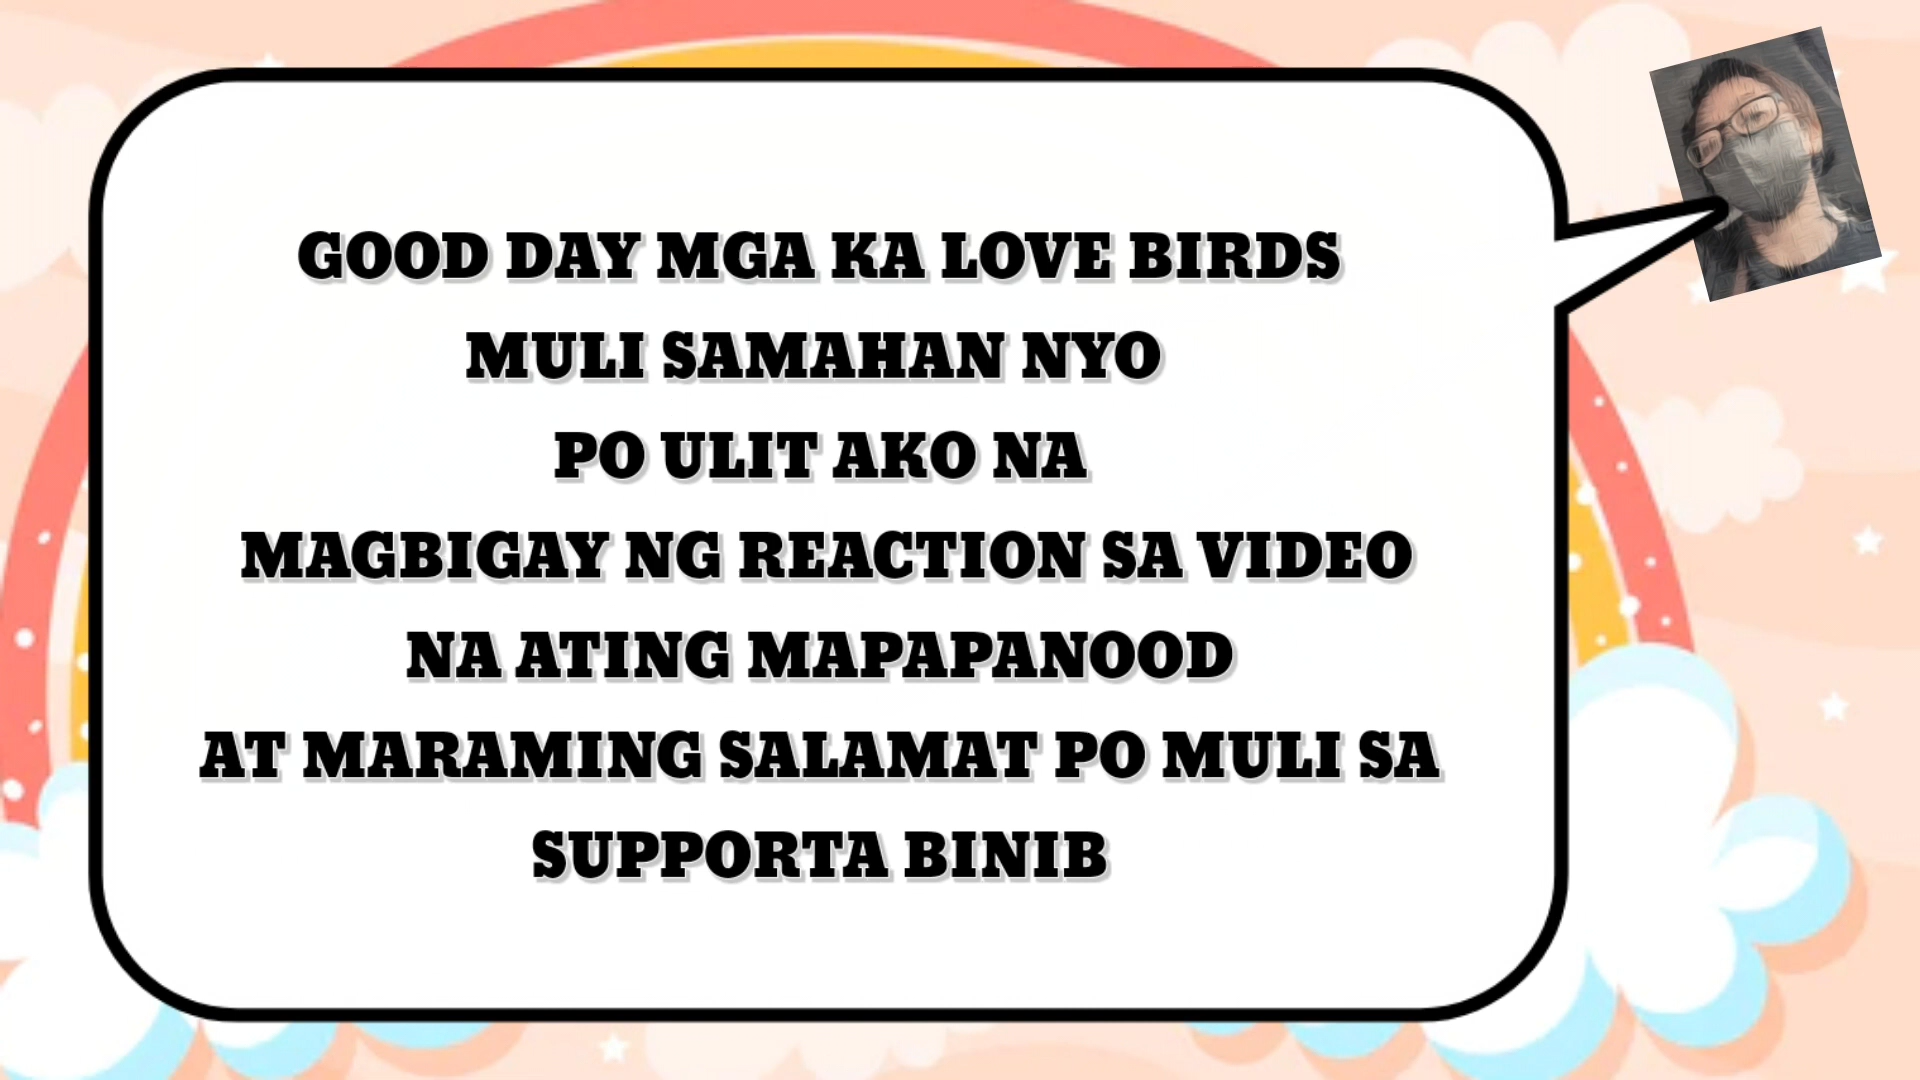 GOOD DAY MGA KA LOVE BIRDS
MULI SAMAHAN NYO
PO ULIT AKO NA
MAGBIGAY NG REACTION SA VIDEO
NA ATING MAPAPANOOD
AT MARAMING SALAMAT PO MULI SA
SUPPORTA BINIB